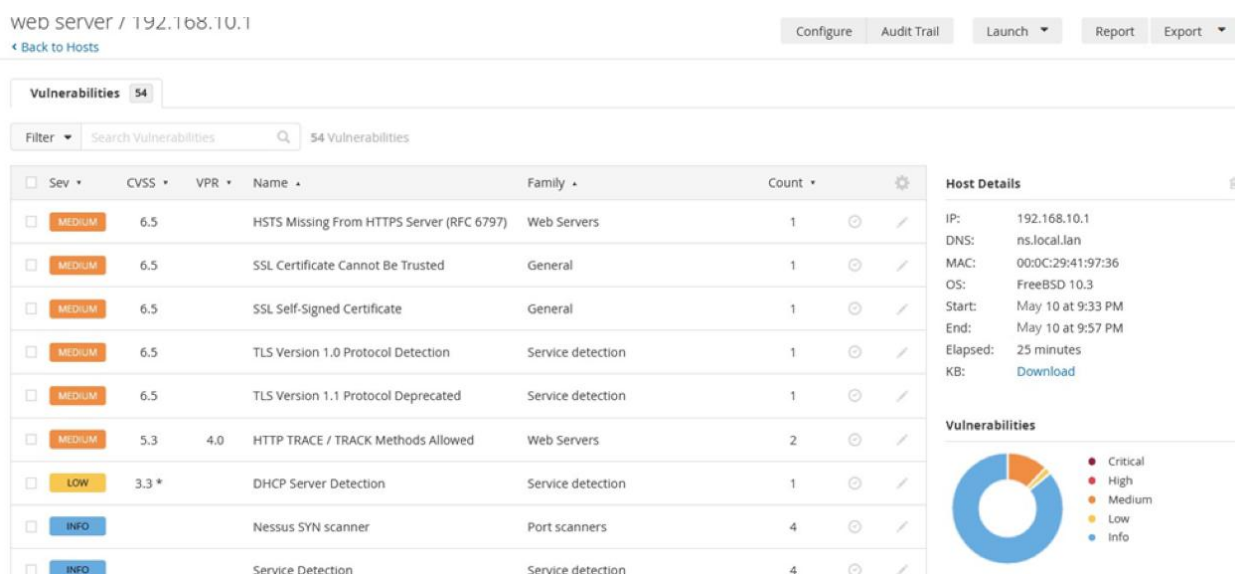 web server / 192.168.10.1
Back to Hosts
Configure Audit Trail Launch Report Export
Vulnerabilities 54
Filter Search Vulnerabilities 54 Vulnerabilities
Sev CVSS VPR Name Family Count
MEDIUM 6.5 HSTS Missing From HTTPS Server (RFC 6797) Web Servers 1
MEDIUM 6.5 SSL Certificate Cannot Be Trusted General 1
MEDIUM 6.5 SSL Self-Signed Certificate General 1
MEDIUM 6.5 TLS Version 1.0 Protocol Detection Service detection 1
MEDIUM 6.5 TLS Version 1.1 Protocol Deprecated Service detection 1
MEDIUM 5.3 4.0 HTTP TRACE / TRACK Methods Allowed Web Servers 2
LOW 3.3 * DHCP Server Detection Service detection 1
INFO Nessus SYN scanner Port scanners 4
INFO Service Detection Service detection 4
Host Details
IP: 192.168.10.1
DNS: ns.local.lan
MAC: 00:0C:29:41:97:36
OS: FreeBSD 10.3
Start: May 10 at 9:33 PM
End: May 10 at 9:57 PM
Elapsed: 25 minutes
KB: Download
Vulnerabilities
Critical
High
Medium
Low
Info